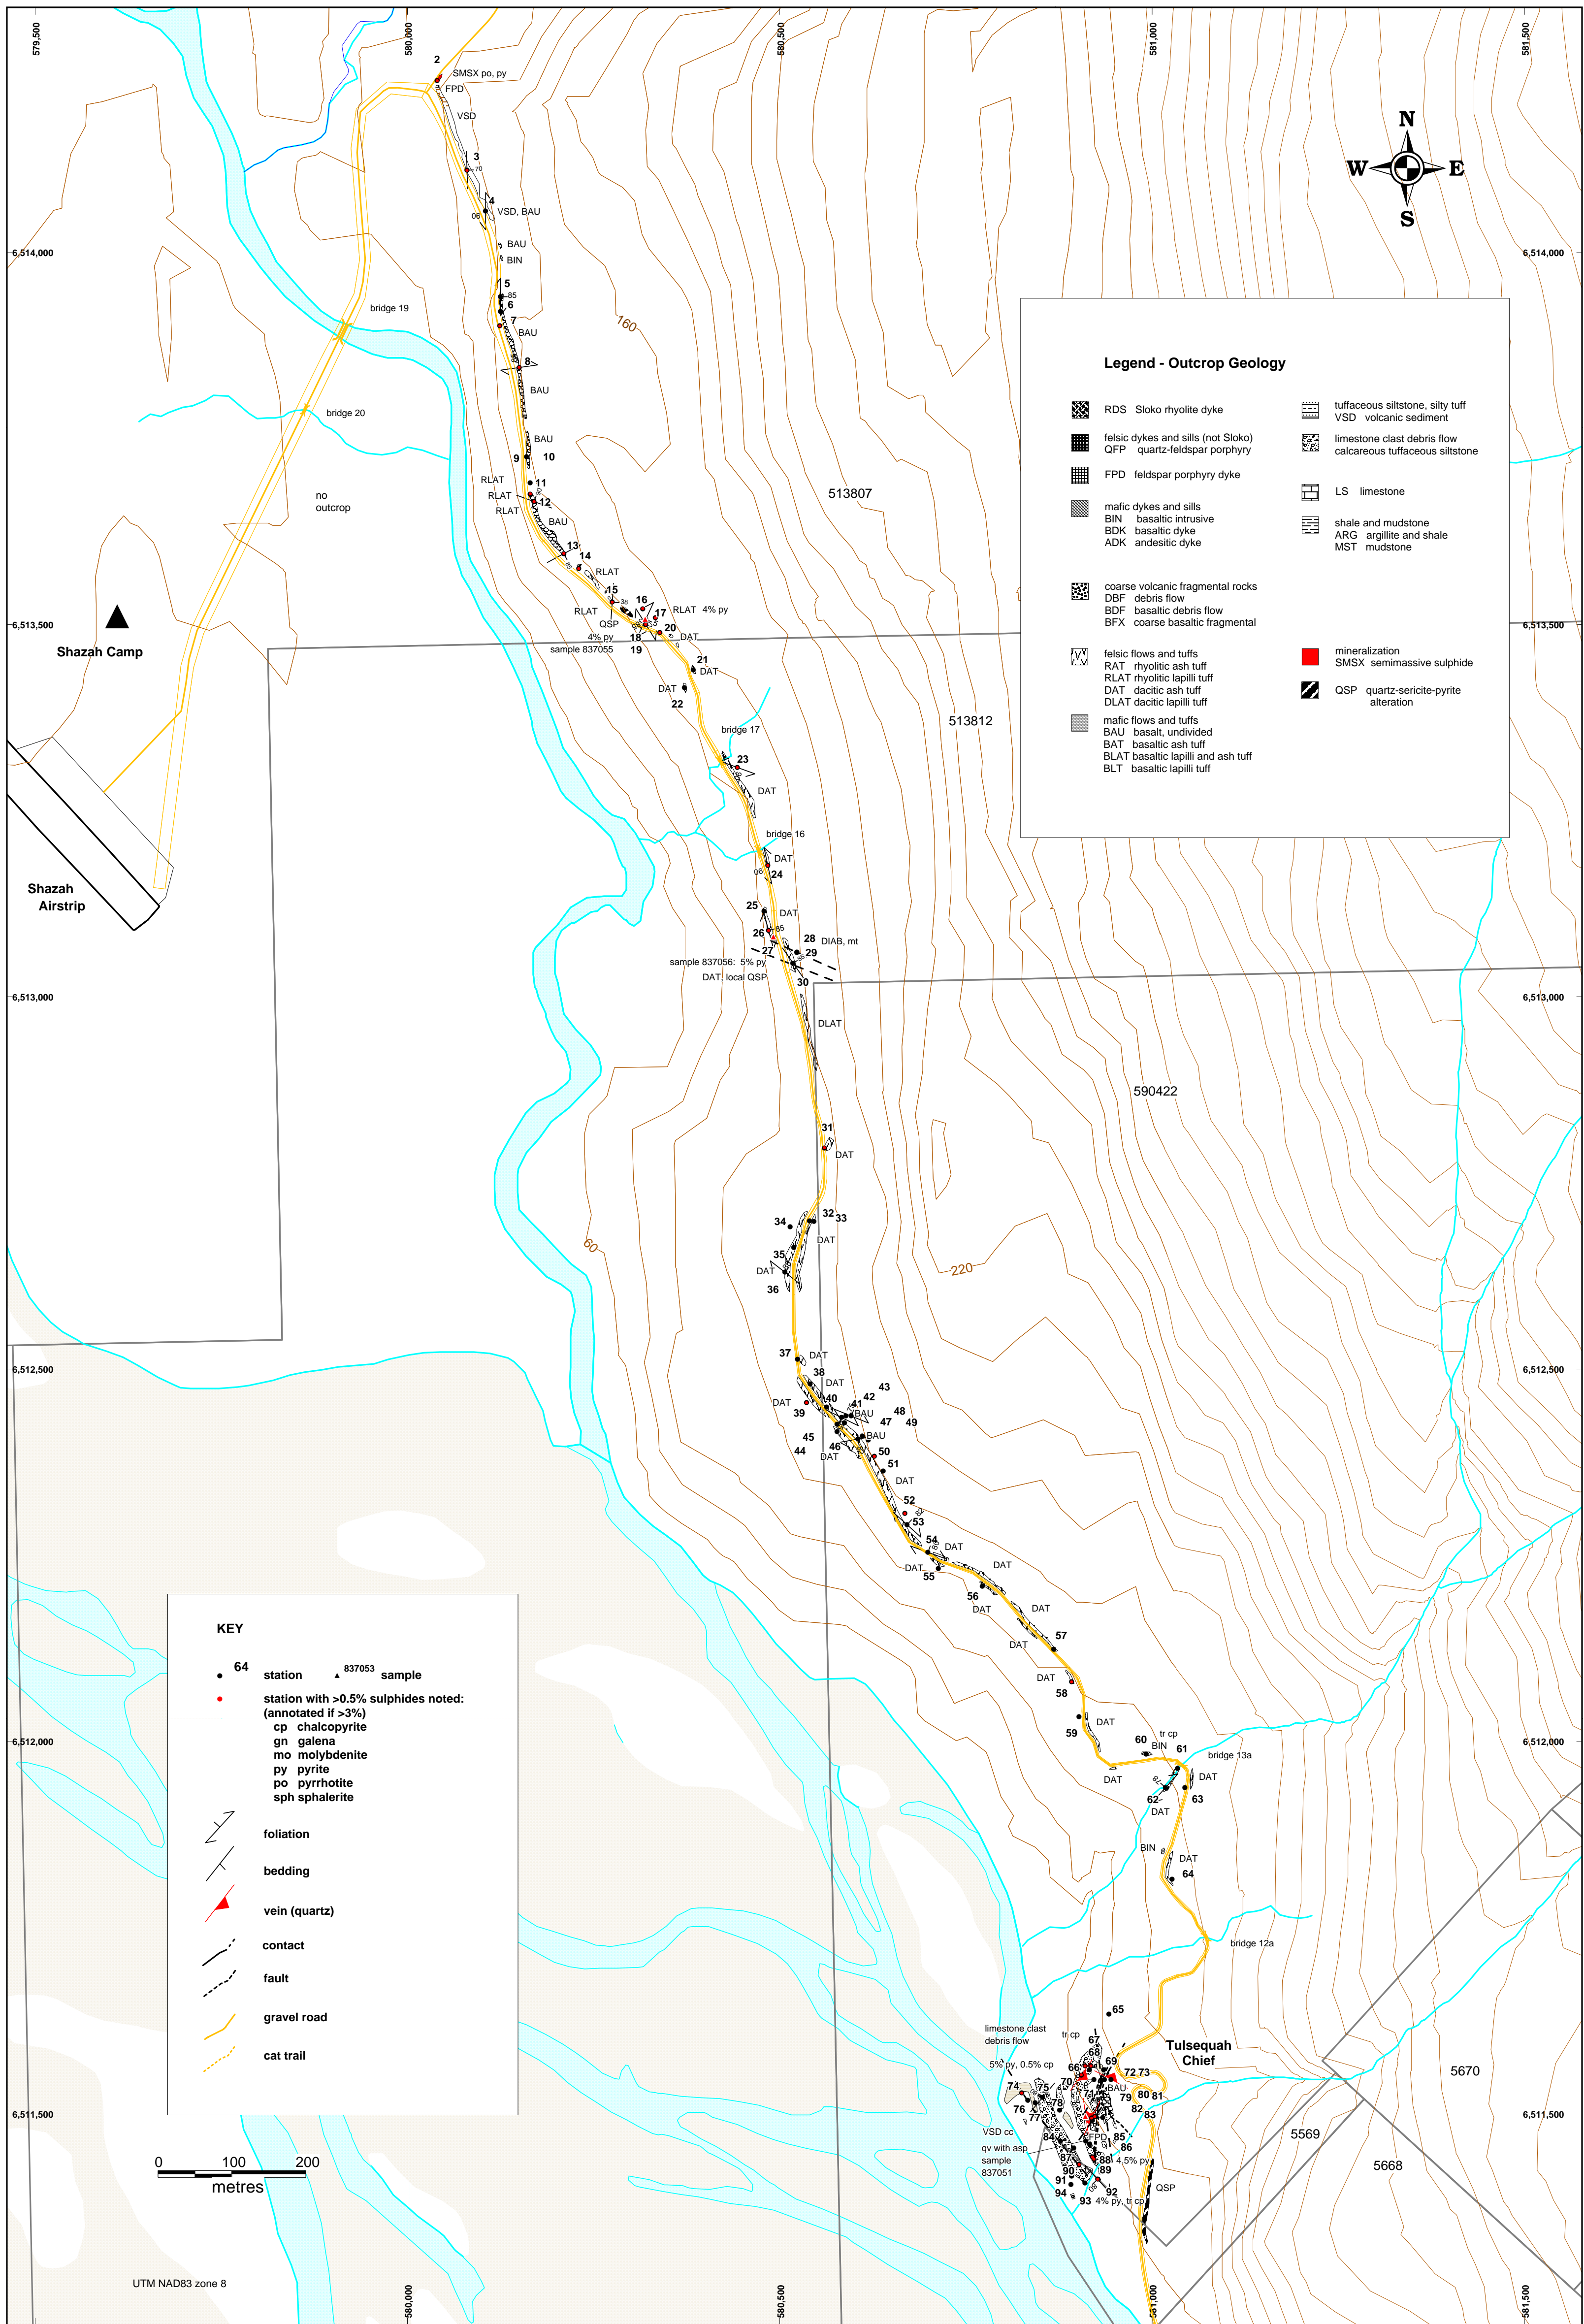 579,500
580,000
580,500
581,000
581,500
N
W E
S
2
SMSX po, py
FPD
VSD
3
70
4
VSD, BAU
06
BAU
BIN
6,514,000
6,514,000
5
85
6
7
BAU
bridge 19
160
8
BAU
bridge 20
BAU
9 10
11
RLAT
RLAT
12
RLAT
BAU
no
outcrop
513807
13
14
RLAT
15
38
16
17
RLAT 4% py
RLAT
QSP
4% py
18
19
20
DAT
sample 837055
6,513,500
6,513,500
Shazah Camp
21
DAT
DAT
22
513812
bridge 17
23
DAT
bridge 16
DAT
24
06
Shazah
Airstrip
25
DAT
26
85
27
28
DIAB, mt
29
sample 837056: 5% py
DAT. local QSP
30
6,513,000
6,513,000
DLAT
590422
31
DAT
32 33
34
DAT
35
DAT
36
60
220
6,512,500
6,512,500
37
DAT
38
DAT
DAT
39
40
41
42
43
BAU
47
48
49
45
44
46
DAT
BAU
50
51
DAT
52
82
53
54
DAT
DAT
55
DAT
56
DAT
DAT
DAT
57
DAT
58
59
DAT
60
BIN
tr cp
61
bridge 13a
6,512,000
6,512,000
DAT
78
62
DAT
DAT
63
BIN
DAT
64
bridge 12a
65
limestone clast
debris flow
tr cp
67
68
Tulsequah
Chief
5670
5% py, 0.5% cp
66
69
72 73
74
75
70
71
BAU
79
80 81
76
77
78
82
83
6,511,500
6,511,500
VSD cc
84
FPD
85
86
5569
qv with asp
sample
837051
87
88
4.5% py
5668
90
89
91
92
94
93
4% py, tr cp
QSP
Legend - Outcrop Geology
RDS Sloko rhyolite dyke
felsic dykes and sills (not Sloko)
QFP quartz-feldspar porphyry
FPD feldspar porphyry dyke
mafic dykes and sills
BIN basaltic intrusive
BDK basaltic dyke
ADK andesitic dyke
coarse volcanic fragmental rocks
DBF debris flow
BDF basaltic debris flow
BFX coarse basaltic fragmental
felsic flows and tuffs
RAT rhyolitic ash tuff
RLAT rhyolitic lapilli tuff
DAT dacitic ash tuff
DLAT dacitic lapilli tuff
mafic flows and tuffs
BAU basalt, undivided
BAT basaltic ash tuff
BLAT basaltic lapilli and ash tuff
BLT basaltic lapilli tuff
tuffaceous siltstone, silty tuff
VSD volcanic sediment
limestone clast debris flow
calcareous tuffaceous siltstone
LS limestone
shale and mudstone
ARG argillite and shale
MST mudstone
mineralization
SMSX semimassive sulphide
QSP quartz-sericite-pyrite
alteration
KEY
64 station 837053 sample
station with >0.5% sulphides noted:
(annotated if >3%)
cp chalcopyrite
gn galena
mo molybdenite
py pyrite
po pyrrhotite
sph sphalerite
foliation
bedding
vein (quartz)
contact
fault
gravel road
cat trail
0 100 200
metres
UTM NAD83 zone 8
580,000
580,500
581,000
581,500